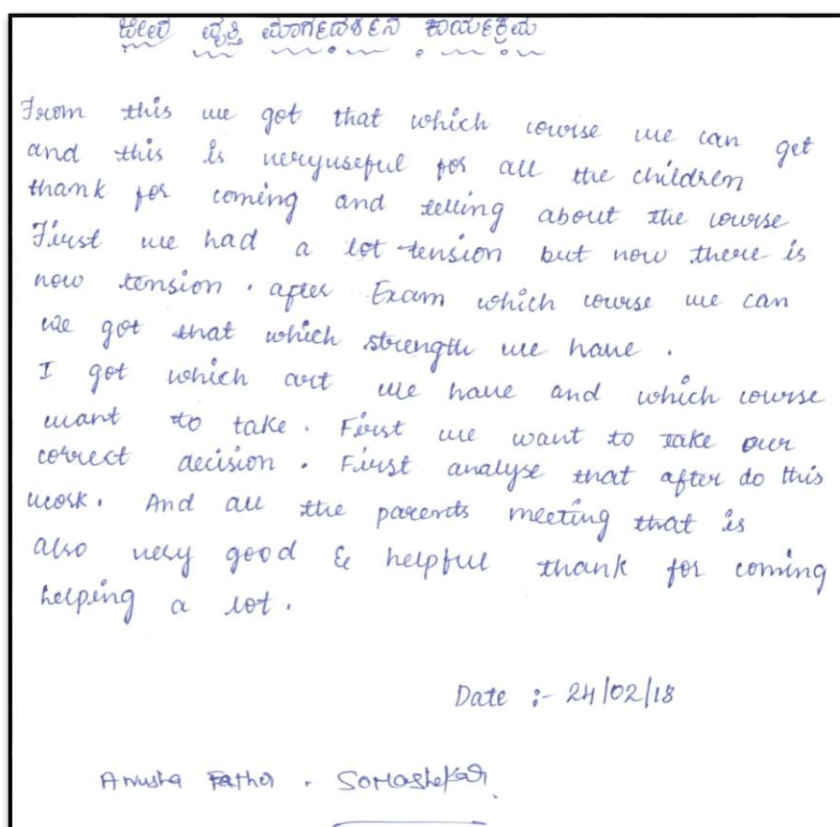 ಜೀವನ ವೃತ್ತಿ ಮಾರ್ಗದರ್ಶನ ಕಾರ್ಯಕ್ರಮ
From this we got that which course we can get
and this is veryuseful for all the children
thank for coming and telling about the course
First we had a lot tension but now there is
now tension . after Exam which course we can
we got that which strength we have .
I got which art we have and which course
want to take . First we want to take our
correct decision . First analyse that after do this
work. And all the parents meeting that is
also very good & helpful thank for coming
helping a lot .
Date :- 24/02/18
Anusha Father . Somashekar